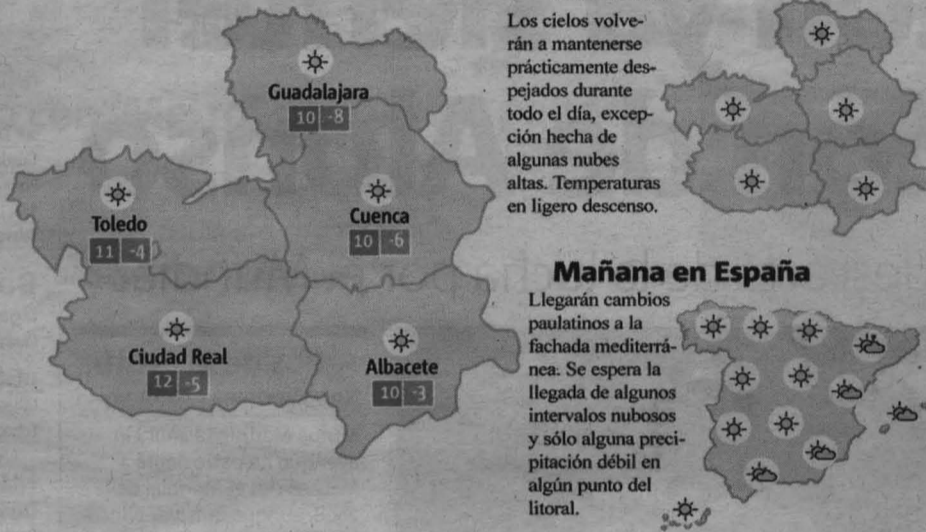 Guadalajara
10 -8
Toledo
11 -4
Cuenca
10 -6
Ciudad Real
12 -5
Albacete
10 -3
Los cielos volve-
rán a mantenerse
prácticamente des-
pejados durante
todo el día, excep-
ción hecha de
algunas nubes
altas. Temperaturas
en ligero descenso.
Mañana en España
Llegarán cambios
paulatinos a la
fachada mediterrá-
nea. Se espera la
llegada de algunos
intervalos nubosos
y sólo alguna preci-
pitación débil en
algún punto del
litoral.